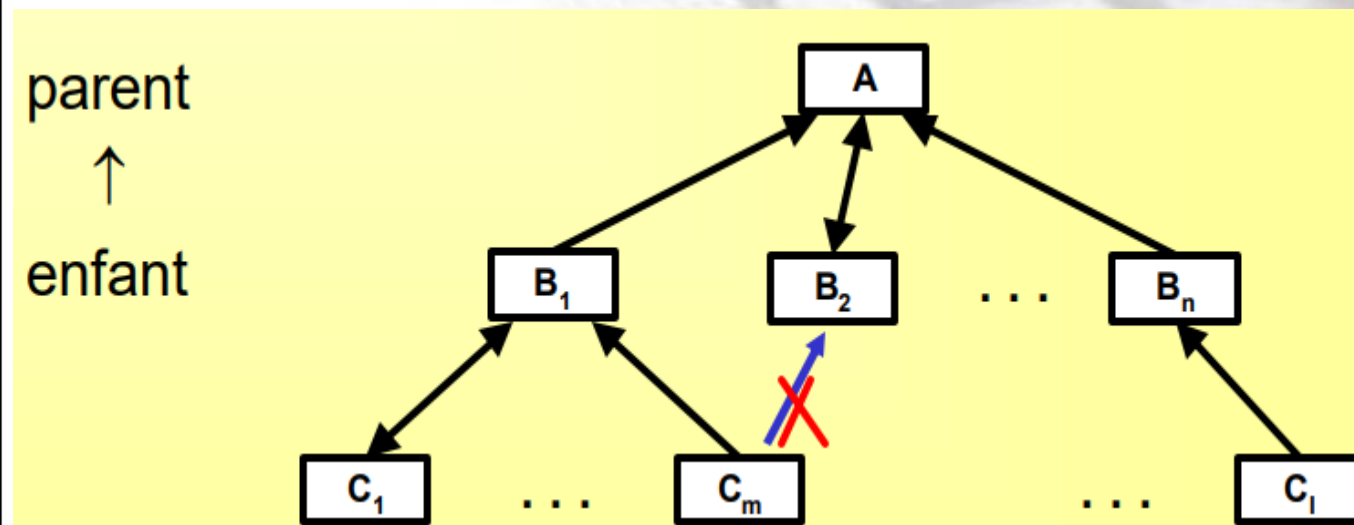 parent
A
↑
enfant
B₁
B₂
. . .
Bₙ
C₁
. . .
Cₘ
. . .
Cₗ